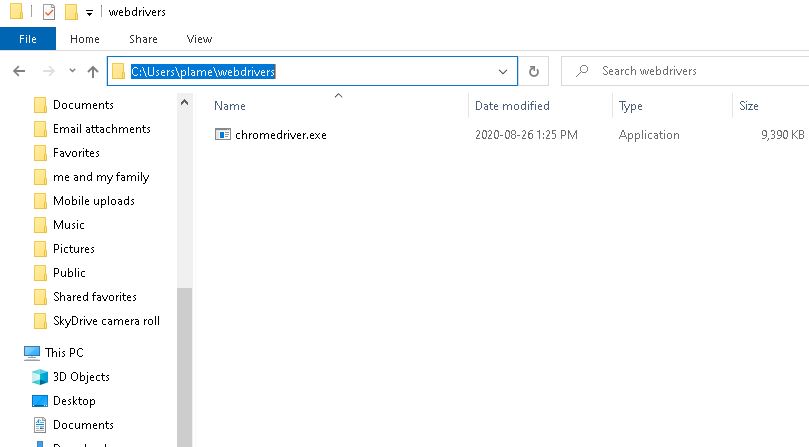 webdrivers
File Home Share View
C:\Users\plame\webdrivers
Search webdrivers
Name Date modified Type Size
chromedriver.exe 2020-08-26 1:25 PM Application 9,390 KB
Documents
Email attachments
Favorites
me and my family
Mobile uploads
Music
Pictures
Public
Shared favorites
SkyDrive camera roll
This PC
3D Objects
Desktop
Documents